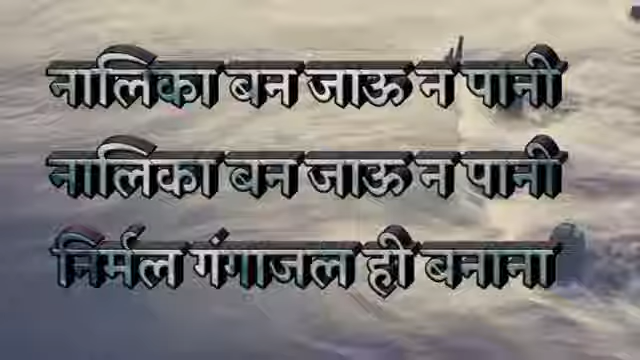 नालिका बन जाऊ न पानी
नालिका बन जाऊ न पानी
निर्मल गंगाजल ही बनाना